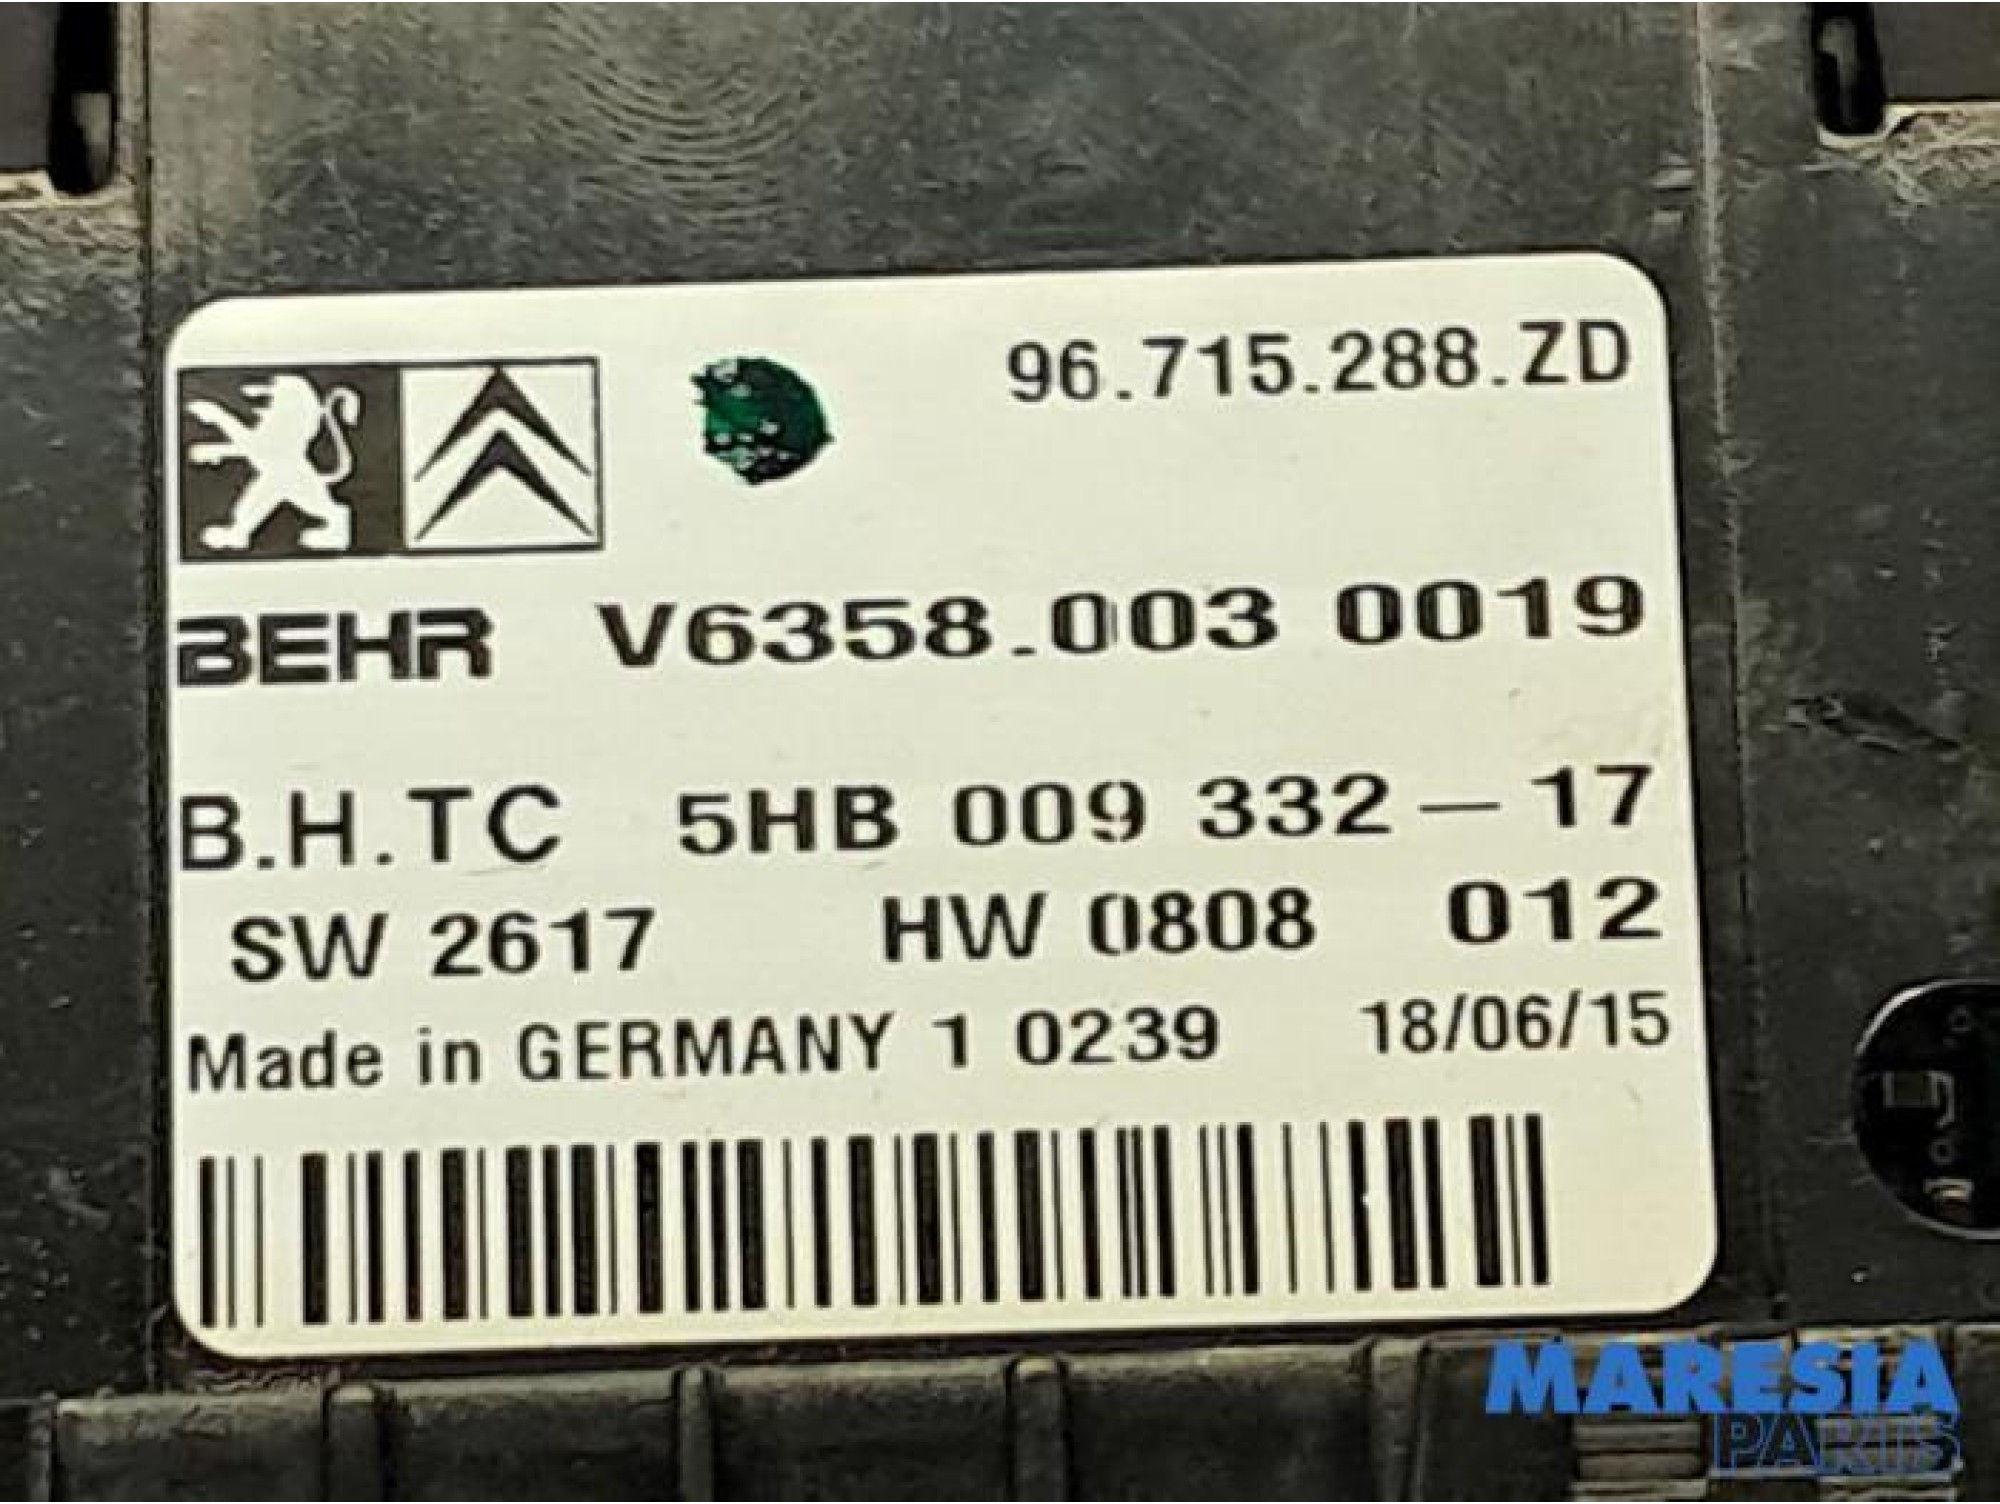 96.715.288.ZD
BEHR V6358.003 0019
B.H.TC 5HB 009 332-17
SW 2617 HW 0808 012
Made in GERMANY 1 0239 18/06/15
MARESIA
PARTS